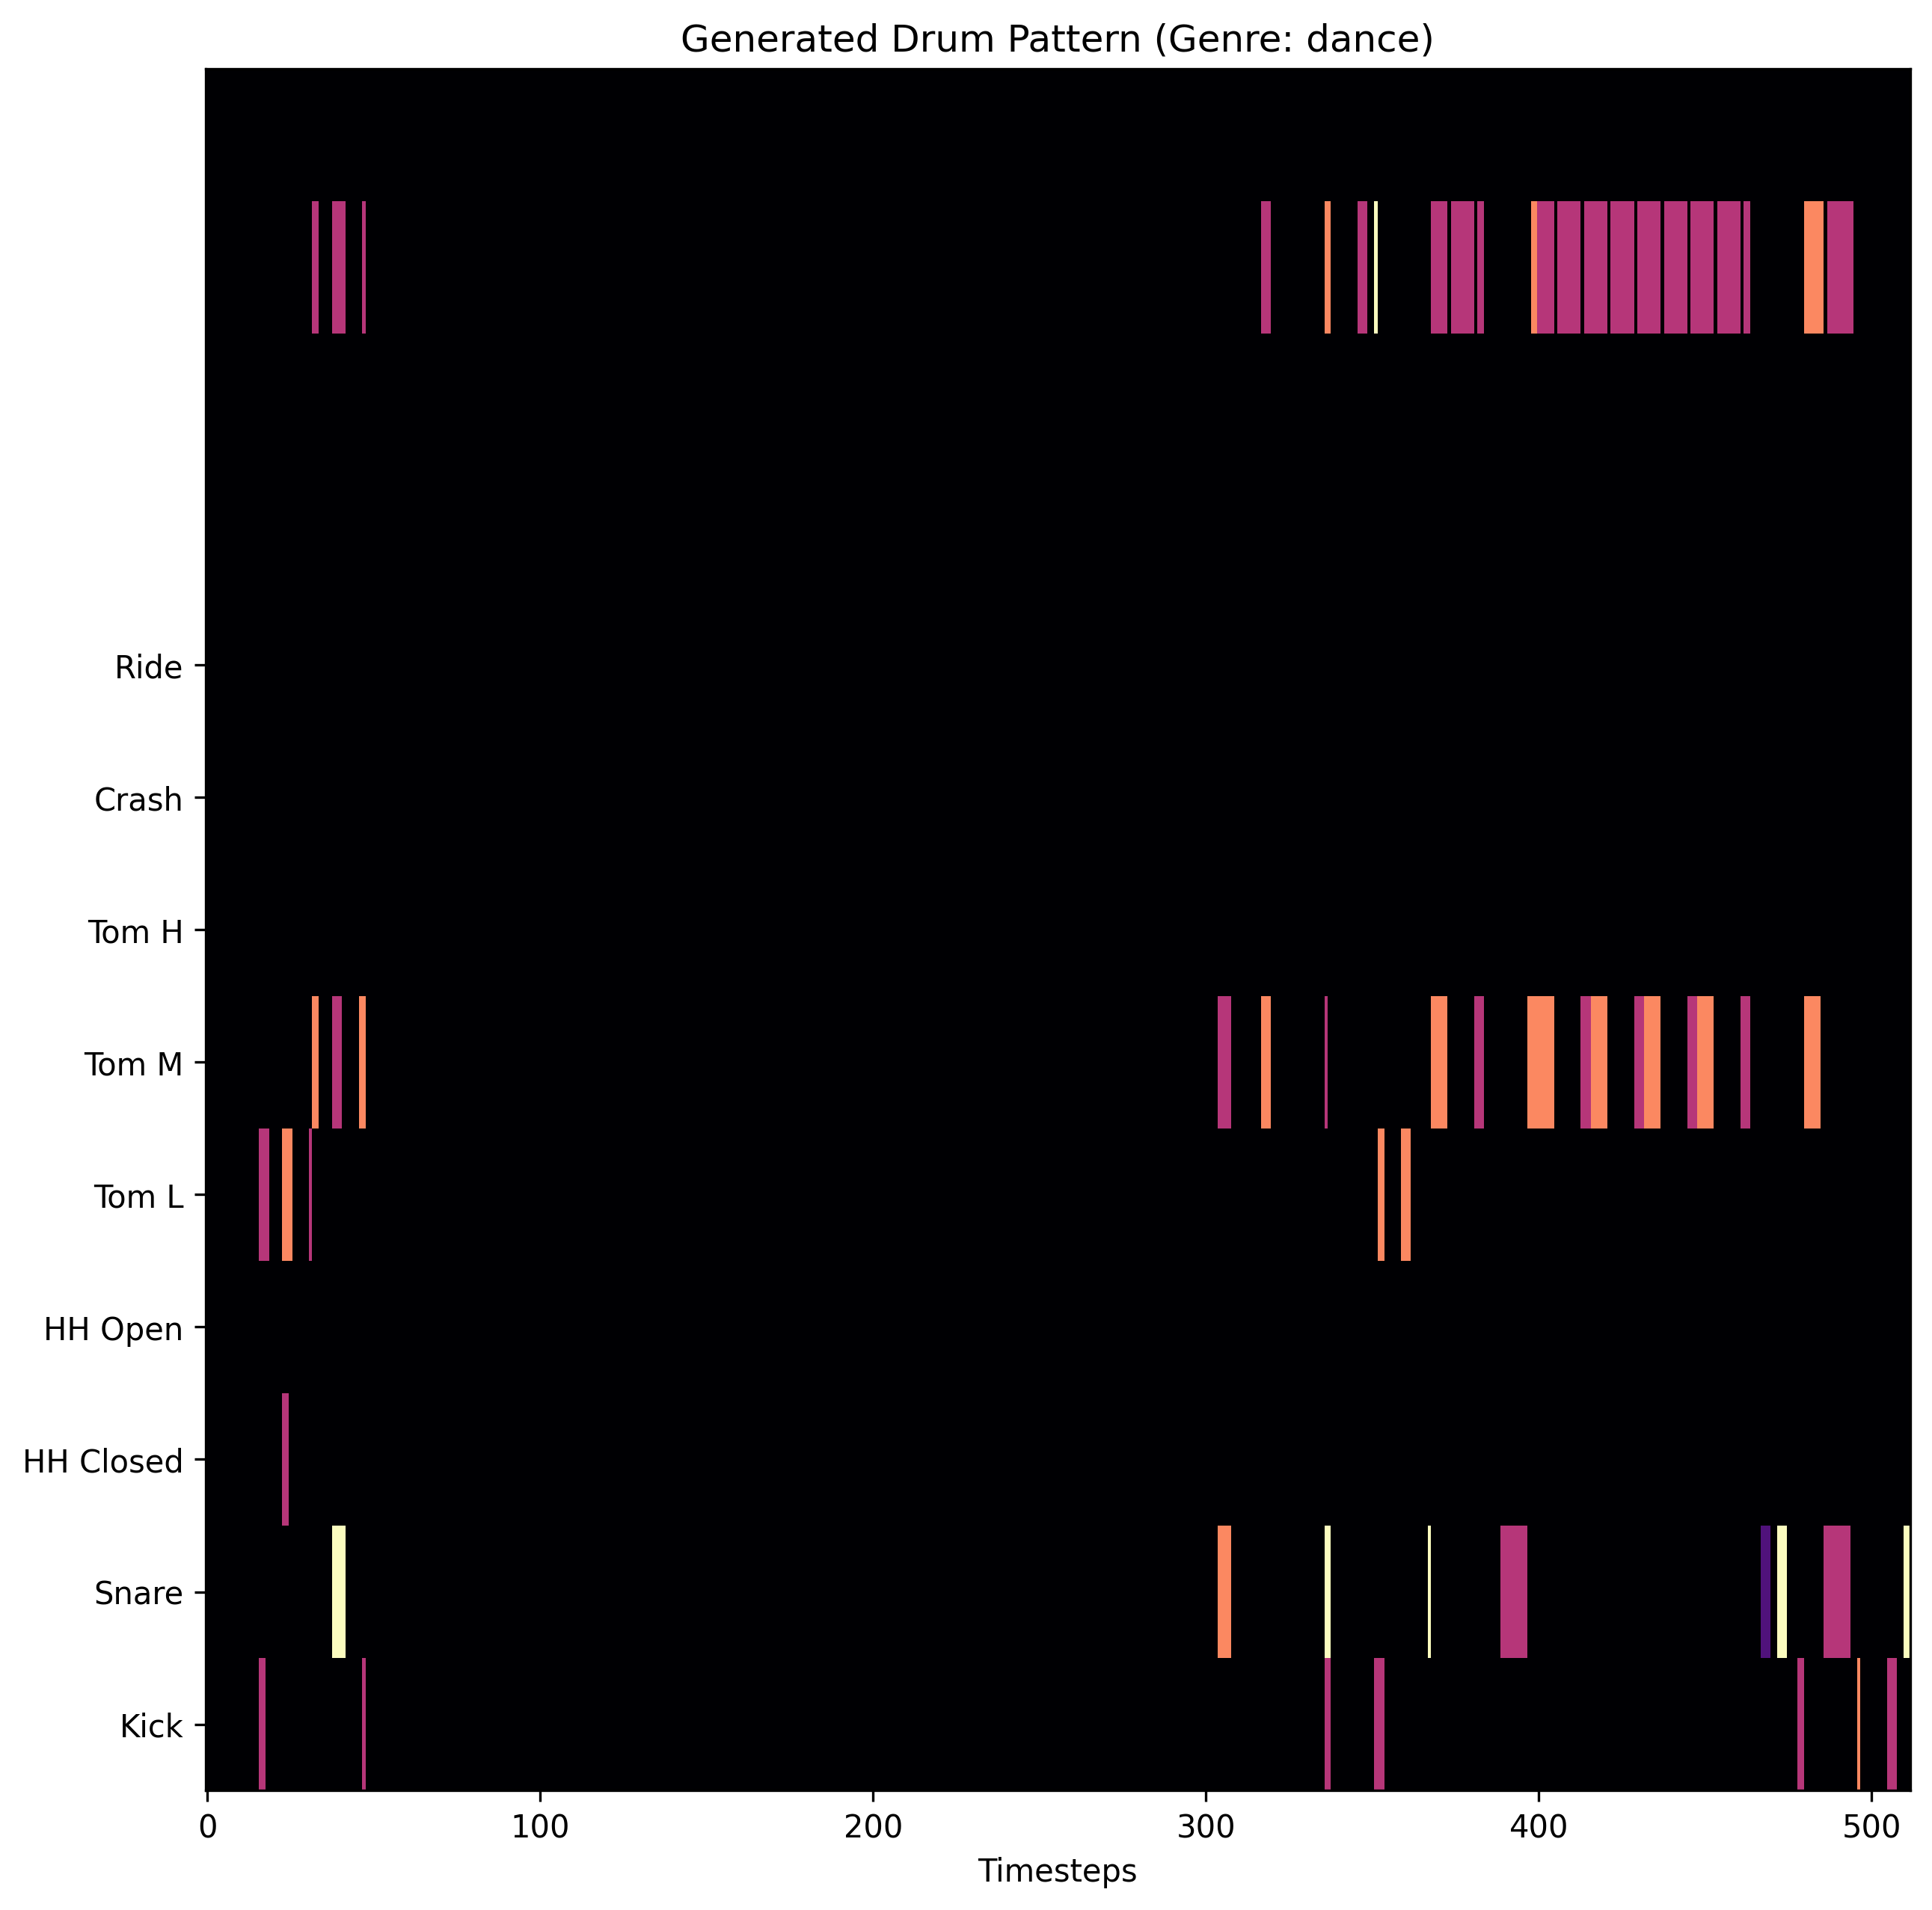 Generated Drum Pattern (Genre: dance)
Ride
Crash
Tom H
Tom M
Tom L
HH Open
HH Closed
Snare
Kick
0 100 200 300 400 500
Timesteps